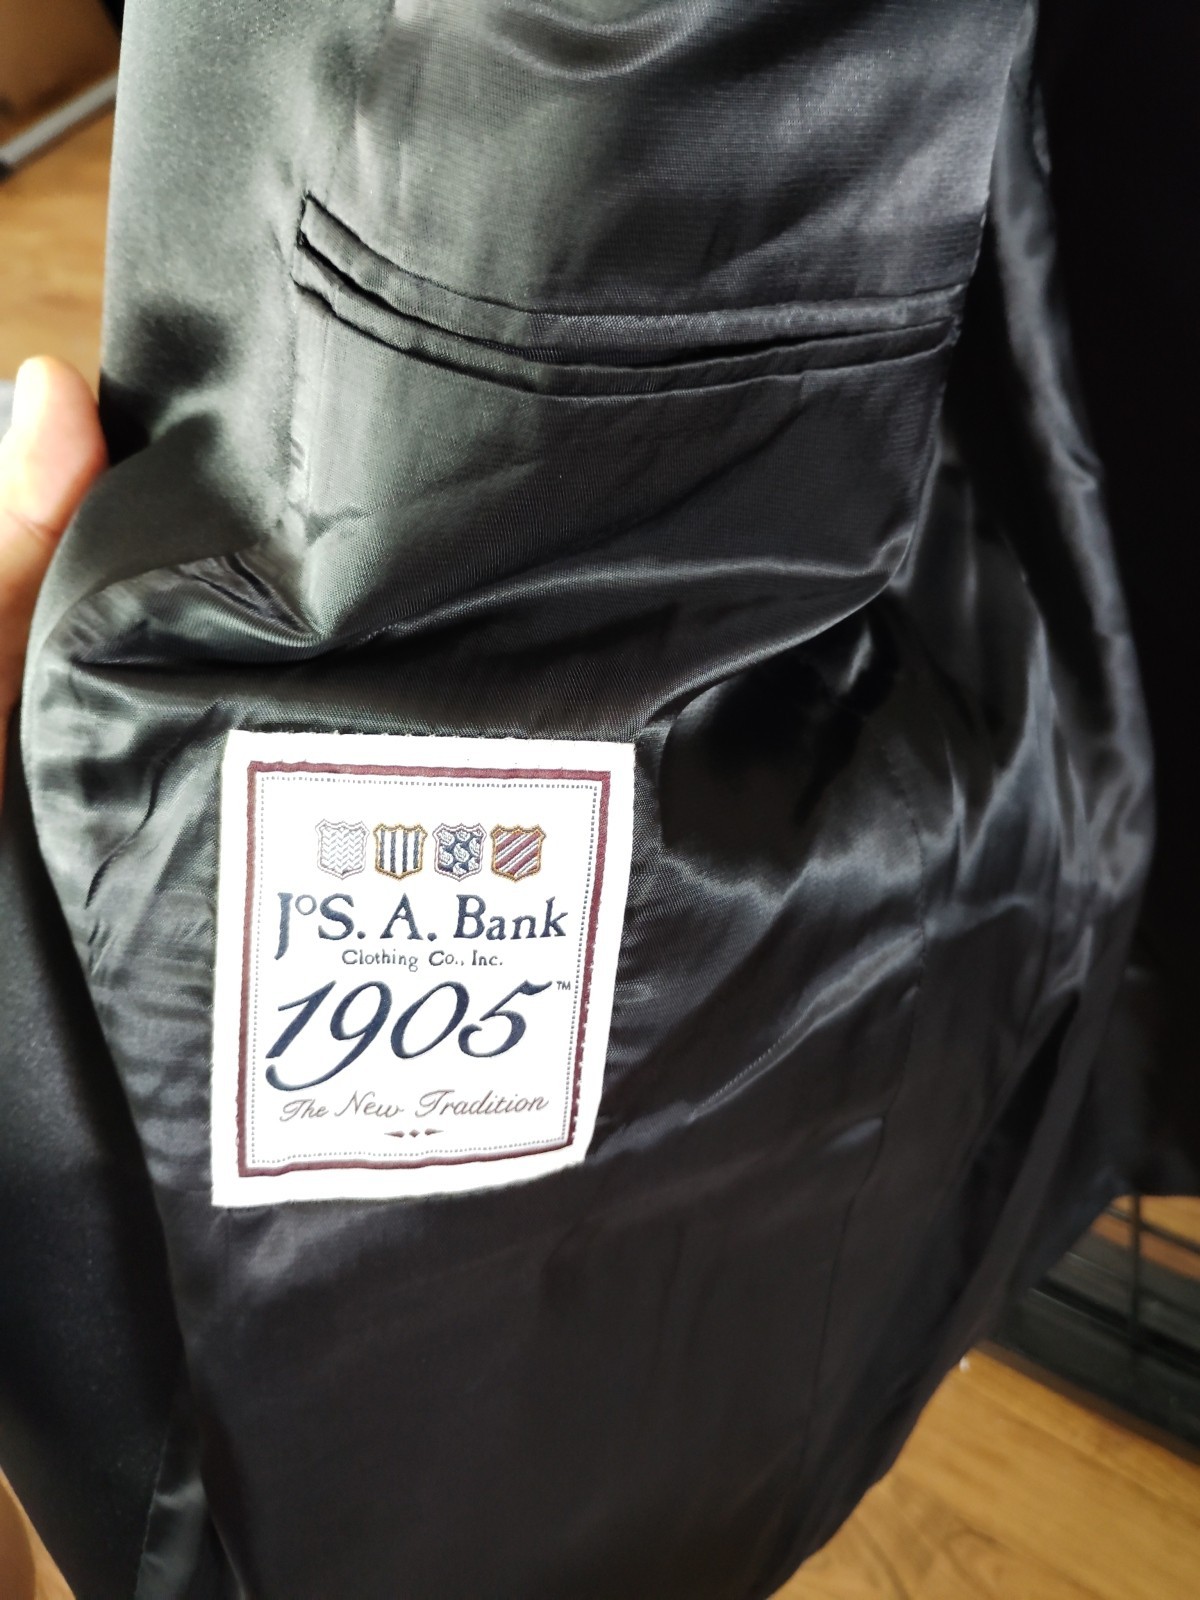 JoS. A. Bank
Clothing Co., Inc.
1905™
The New Tradition